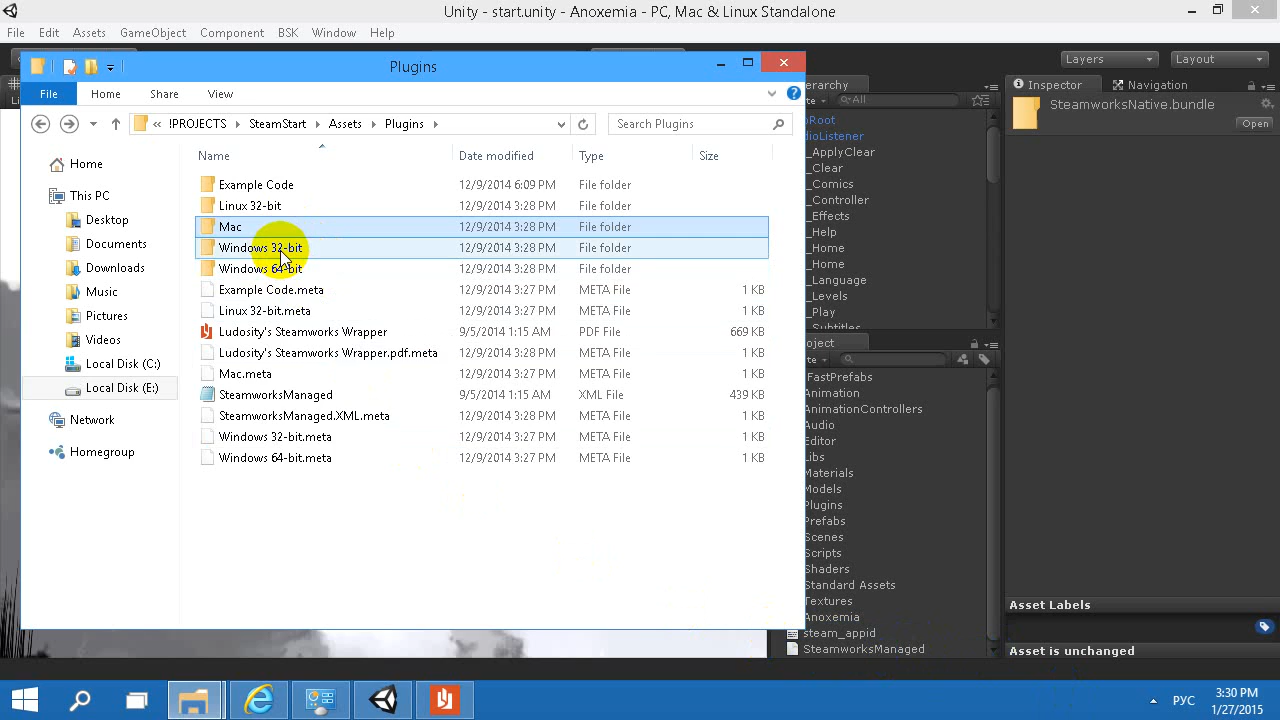 Unity - start.unity - Anoxemia - PC, Mac & Linux Standalone
File Edit Assets GameObject Component BSK Window Help
Plugins
Layers Layout
File Home Share View
Inspector Navigation
SteamworksNative.bundle
Open
« !PROJECTS SteamStart Assets Plugins Search Plugins
All
Name Date modified Type Size
Home
This PC
Desktop
Documents
Downloads
Music
Pictures
Videos
Local Disk (C:)
Local Disk (E:)
Network
Homegroup
Example Code 12/9/2014 6:09 PM File folder
Linux 32-bit 12/9/2014 3:28 PM File folder
Mac 12/9/2014 3:28 PM File folder
Windows 32-bit 12/9/2014 3:28 PM File folder
Windows 64-bit 12/9/2014 3:28 PM File folder
Example Code.meta 12/9/2014 3:27 PM META File 1 KB
Linux 32-bit.meta 12/9/2014 3:27 PM META File 1 KB
Ludosity's Steamworks Wrapper 9/5/2014 1:15 AM PDF File 669 KB
Ludosity's Steamworks Wrapper.pdf.meta 12/9/2014 3:28 PM META File 1 KB
Mac.meta 12/9/2014 3:27 PM META File 1 KB
SteamworksManaged 9/5/2014 1:15 AM XML File 439 KB
SteamworksManaged.XML.meta 12/9/2014 3:28 PM META File 1 KB
Windows 32-bit.meta 12/9/2014 3:27 PM META File 1 KB
Windows 64-bit.meta 12/9/2014 3:27 PM META File 1 KB
erarchy
oRoot
dioListener
_ApplyClear
_Clear
_Comics
_Controller
_Effects
_Help
_Home
_Home
_Language
_Levels
_Play
_Subtitles
oject
FastPrefabs
Animation
AnimationControllers
Audio
Editor
Libs
Materials
Models
Plugins
Prefabs
Scenes
Scripts
Shaders
Standard Assets
Textures
Anoxemia
steam_appid
SteamworksManaged
Asset Labels
Asset is unchanged
РУС
3:30 PM
1/27/2015